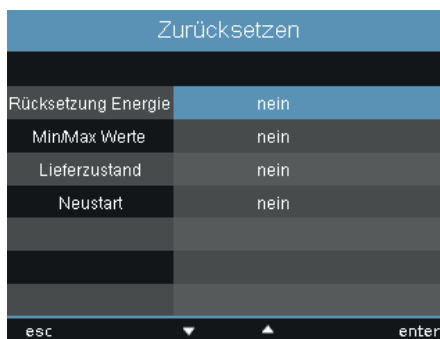 Zurücksetzen
Rücksetzung Energie nein
Min/Max Werte nein
Lieferzustand nein
Neustart nein
esc ▼ ▲ enter